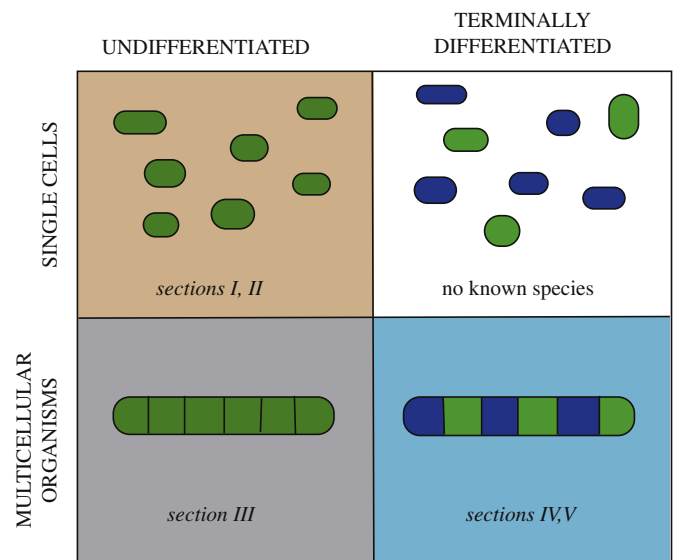 UNDIFFERENTIATED
TERMINALLY
DIFFERENTIATED
SINGLE CELLS
sections I, II
no known species
MULTICELLULAR
ORGANISMS
section III
sections IV,V